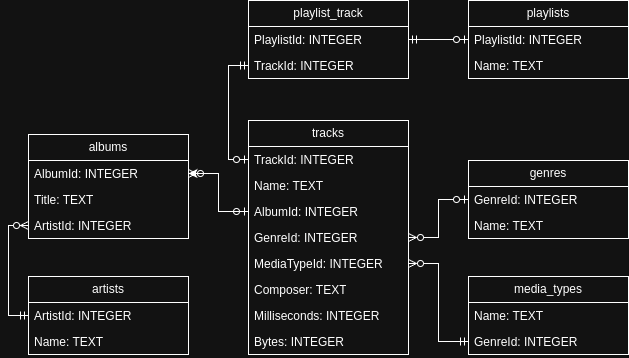 playlist_track
PlaylistId: INTEGER
TrackId: INTEGER
playlists
PlaylistId: INTEGER
Name: TEXT
albums
AlbumId: INTEGER
Title: TEXT
ArtistId: INTEGER
tracks
TrackId: INTEGER
Name: TEXT
AlbumId: INTEGER
GenreId: INTEGER
MediaTypeId: INTEGER
Composer: TEXT
Milliseconds: INTEGER
Bytes: INTEGER
genres
GenreId: INTEGER
Name: TEXT
artists
ArtistId: INTEGER
Name: TEXT
media_types
Name: TEXT
GenreId: INTEGER